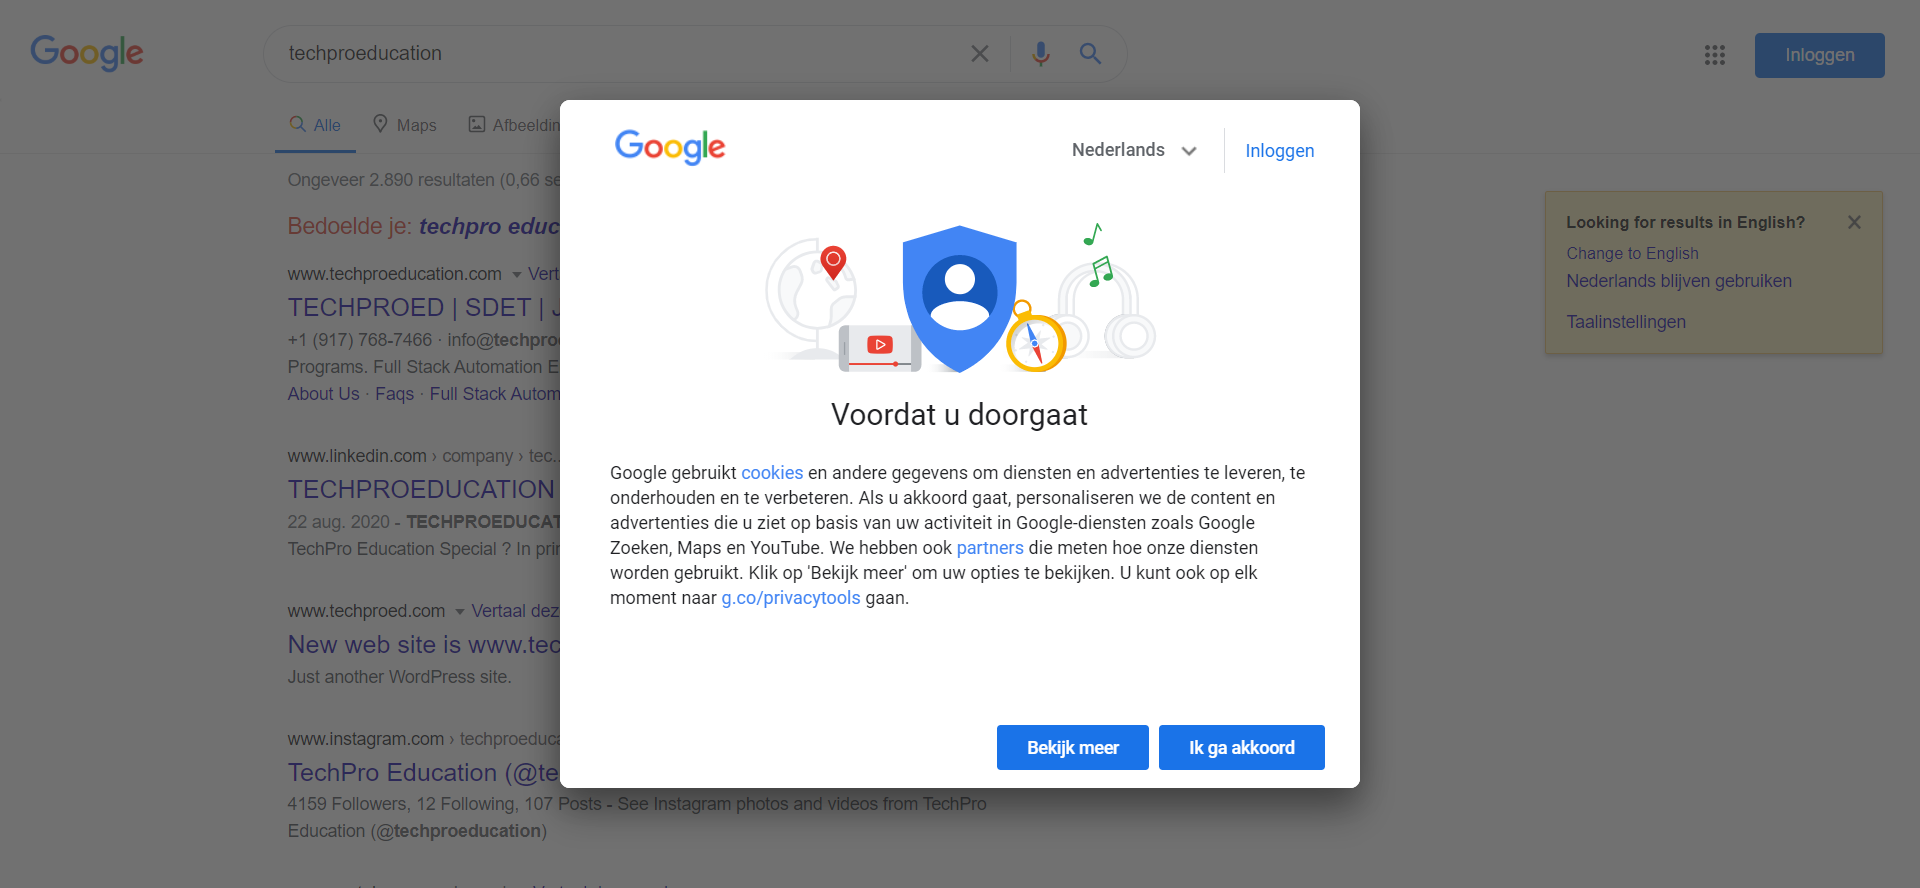 Google
techproeducation
Inloggen
Alle
Maps
Afbeeldin
Ongeveer 2.890 resultaten (0,66 se
Bedoelde je: techpro educ
www.techproeducation.com Vert
TECHPROED | SDET | J
+1 (917) 768-7466 · info@techpro
Programs. Full Stack Automation E
About Us · Faqs · Full Stack Autom
www.linkedin.com › company › tec...
TECHPROEDUCATION
22 aug. 2020 - TECHPROEDUCAT
TechPro Education Special ? In prin
www.techproed.com Vertaal dez
New web site is www.tec
Just another WordPress site.
www.instagram.com › techproeduca
TechPro Education (@te
4159 Followers, 12 Following, 107 Posts - See Instagram photos and videos from TechPro
Education (@techproeducation)
Google
Nederlands
Inloggen
Voordat u doorgaat
Google gebruikt cookies en andere gegevens om diensten en advertenties te leveren, te
onderhouden en te verbeteren. Als u akkoord gaat, personaliseren we de content en
advertenties die u ziet op basis van uw activiteit in Google-diensten zoals Google
Zoeken, Maps en YouTube. We hebben ook partners die meten hoe onze diensten
worden gebruikt. Klik op 'Bekijk meer' om uw opties te bekijken. U kunt ook op elk
moment naar g.co/privacytools gaan.
Bekijk meer
Ik ga akkoord
Looking for results in English?
Change to English
Nederlands blijven gebruiken
Taalinstellingen